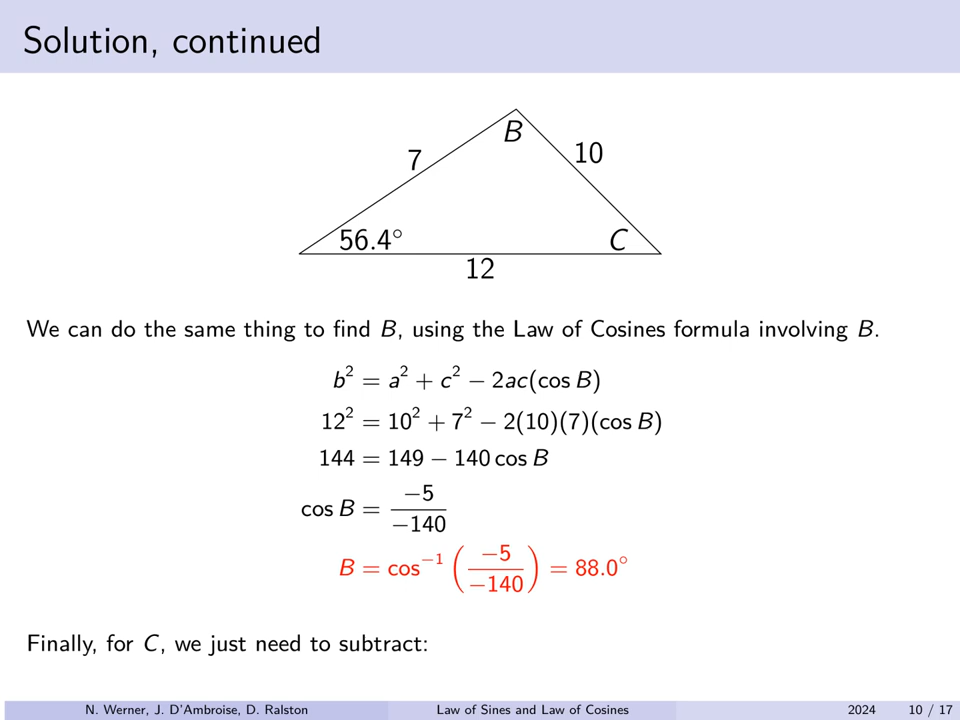 Solution, continued
B
7
10
56.4°
C
12
We can do the same thing to find B, using the Law of Cosines formula involving B.
b² = a² + c² − 2ac(cos B)
12² = 10² + 7² − 2(10)(7)(cos B)
144 = 149 − 140 cos B
cos B = −5/−140
B = cos⁻¹(−5/−140) = 88.0°
Finally, for C, we just need to subtract:
N. Werner, J. D'Ambroise, D. Ralston Law of Sines and Law of Cosines 2024 10 / 17